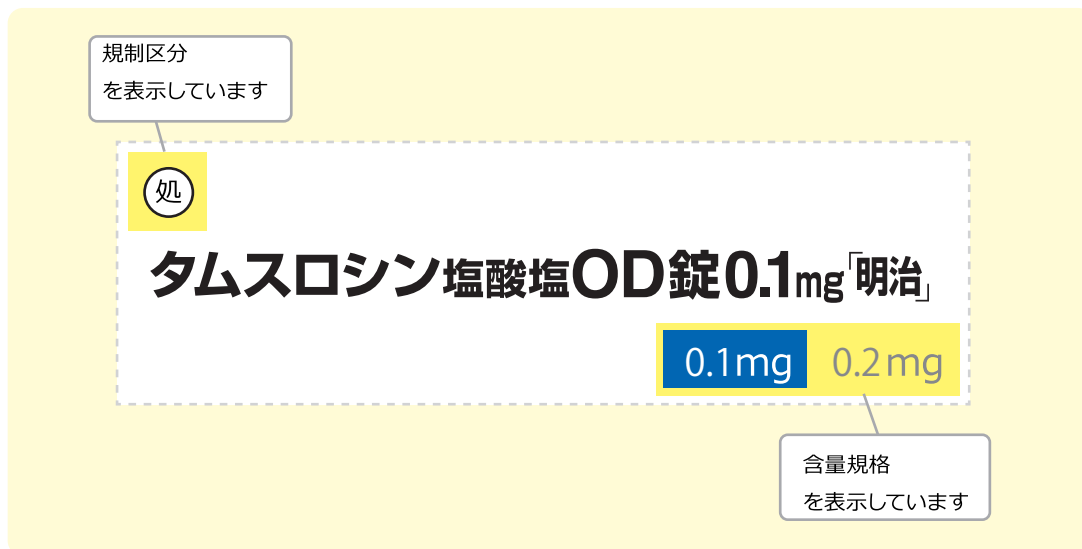 規制区分
を表示しています
処
タムスロシン塩酸塩OD錠0.1mg「明治」
0.1mg 0.2mg
含量規格
を表示しています